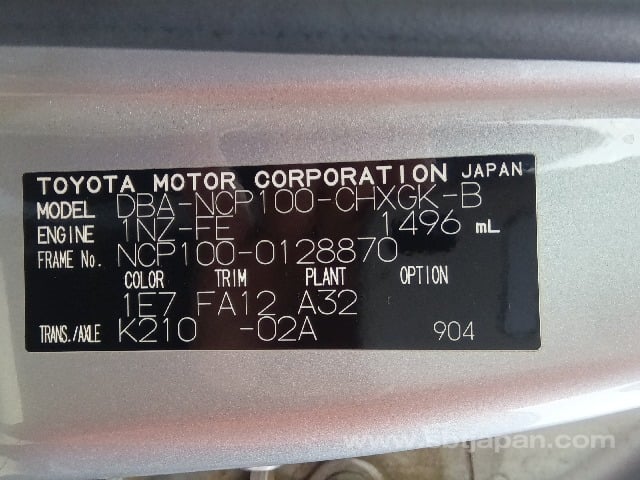 TOYOTA MOTOR CORPORATION JAPAN
MODEL DBA-NCP100-CHXGK-B
ENGINE 1NZ-FE 1496 mL
FRAME No. NCP100-0128870
COLOR TRIM PLANT OPTION
1E7 FA12 A32
TRANS./AXLE K210 -02A 904
www.sbtjapan.com